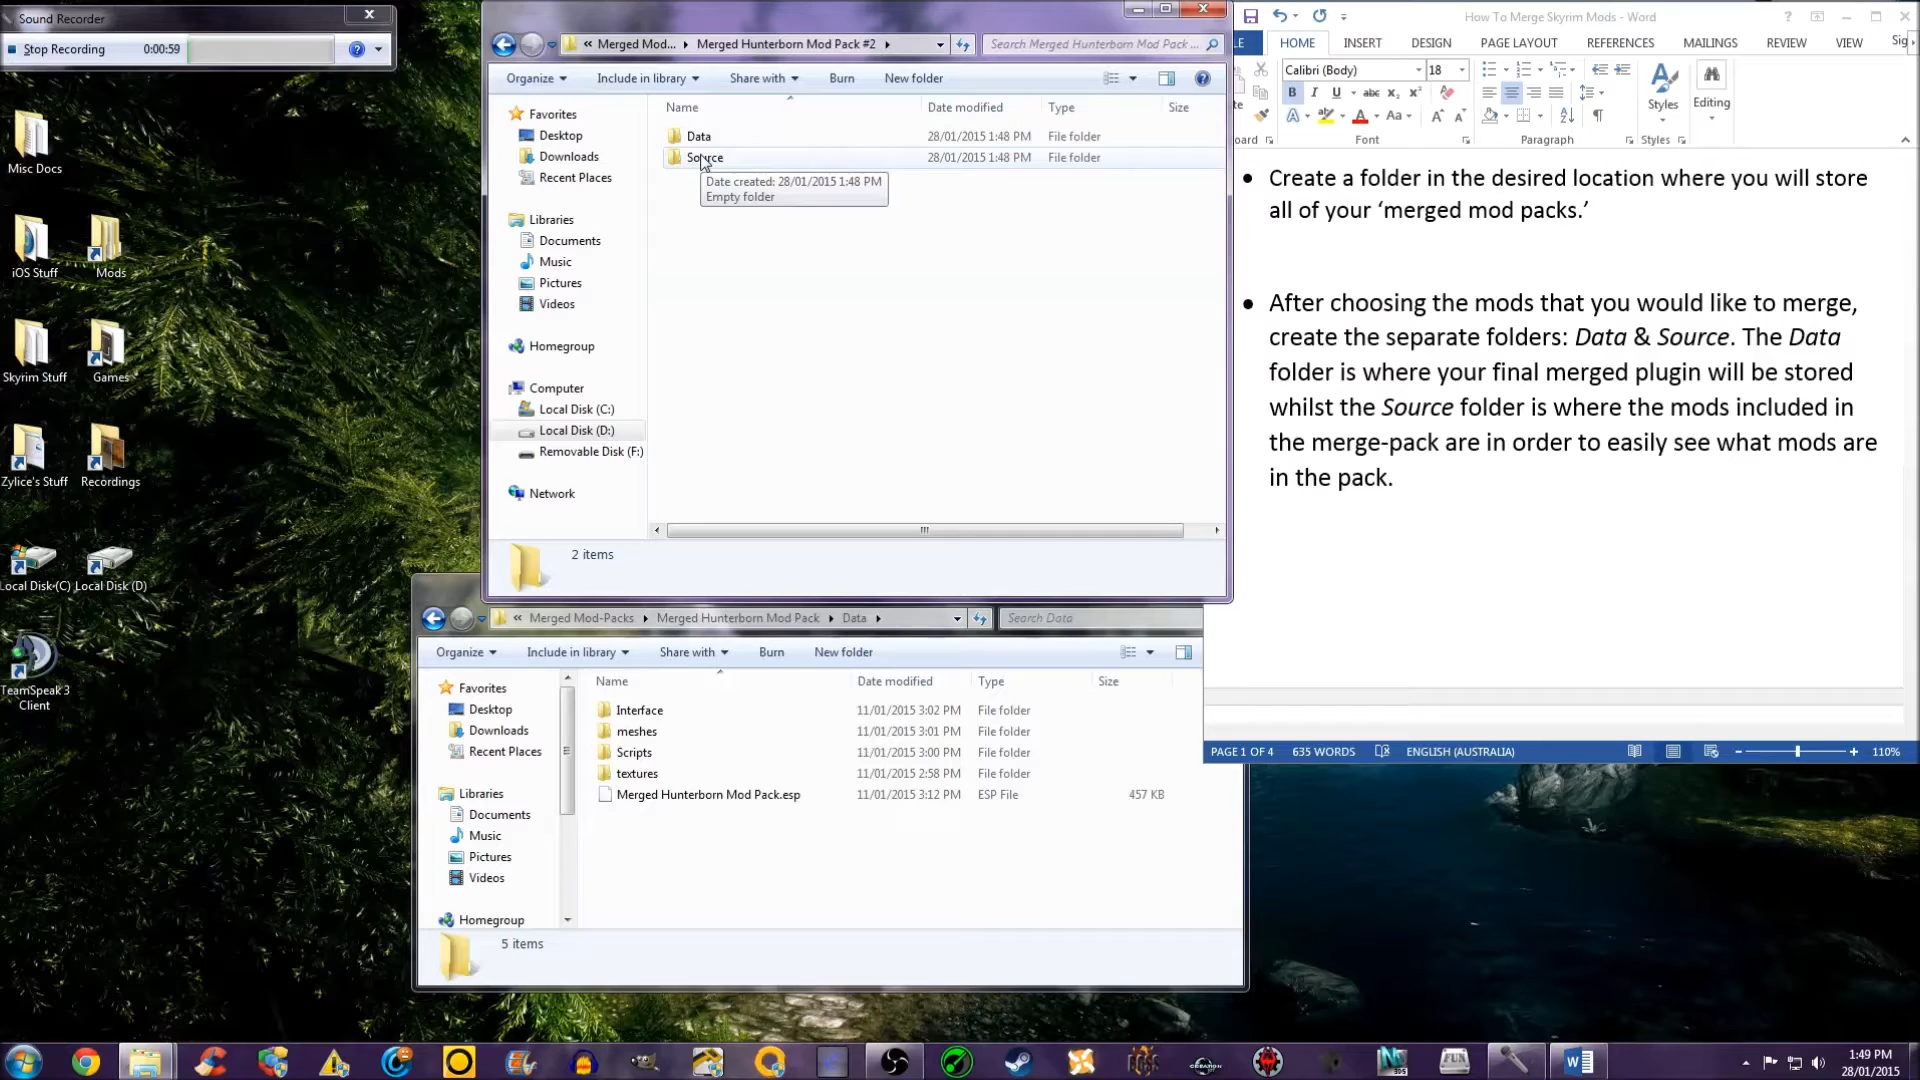 Sound Recorder
Stop Recording
0:00:59
Misc Docs
iOS Stuff
Mods
Skyrim Stuff
Games
Zylice's Stuff
Recordings
Local Disk (C)
Local Disk (D)
TeamSpeak 3
Client
« Merged Mod...
Merged Hunterborn Mod Pack #2
Search Merged Hunterborn Mod Pack ...
Organize
Include in library
Share with
Burn
New folder
Name
Date modified
Type
Size
Favorites
Desktop
Downloads
Recent Places
Libraries
Documents
Music
Pictures
Videos
Homegroup
Computer
Local Disk (C:)
Local Disk (D:)
Removable Disk (F:)
Network
Data 28/01/2015 1:48 PM File folder
Source 28/01/2015 1:48 PM File folder
Date created: 28/01/2015 1:48 PM
Empty folder
2 items
« Merged Mod-Packs
Merged Hunterborn Mod Pack
Data
Search Data
Organize
Include in library
Share with
Burn
New folder
Name
Date modified
Type
Size
Favorites
Desktop
Downloads
Recent Places
Libraries
Documents
Music
Pictures
Videos
Homegroup
Interface 11/01/2015 3:02 PM File folder
meshes 11/01/2015 3:01 PM File folder
Scripts 11/01/2015 3:00 PM File folder
textures 11/01/2015 2:58 PM File folder
Merged Hunterborn Mod Pack.esp 11/01/2015 3:12 PM ESP File 457 KB
5 items
How To Merge Skyrim Mods - Word
HOME
INSERT
DESIGN
PAGE LAYOUT
REFERENCES
MAILINGS
REVIEW
VIEW
Calibri (Body)
18
Styles
Editing
Font
Paragraph
Styles
• Create a folder in the desired location where you will store
all of your ‘merged mod packs.’
• After choosing the mods that you would like to merge,
create the separate folders: Data & Source. The Data
folder is where your final merged plugin will be stored
whilst the Source folder is where the mods included in
the merge-pack are in order to easily see what mods are
in the pack.
PAGE 1 OF 4
635 WORDS
ENGLISH (AUSTRALIA)
110%
1:49 PM
28/01/2015